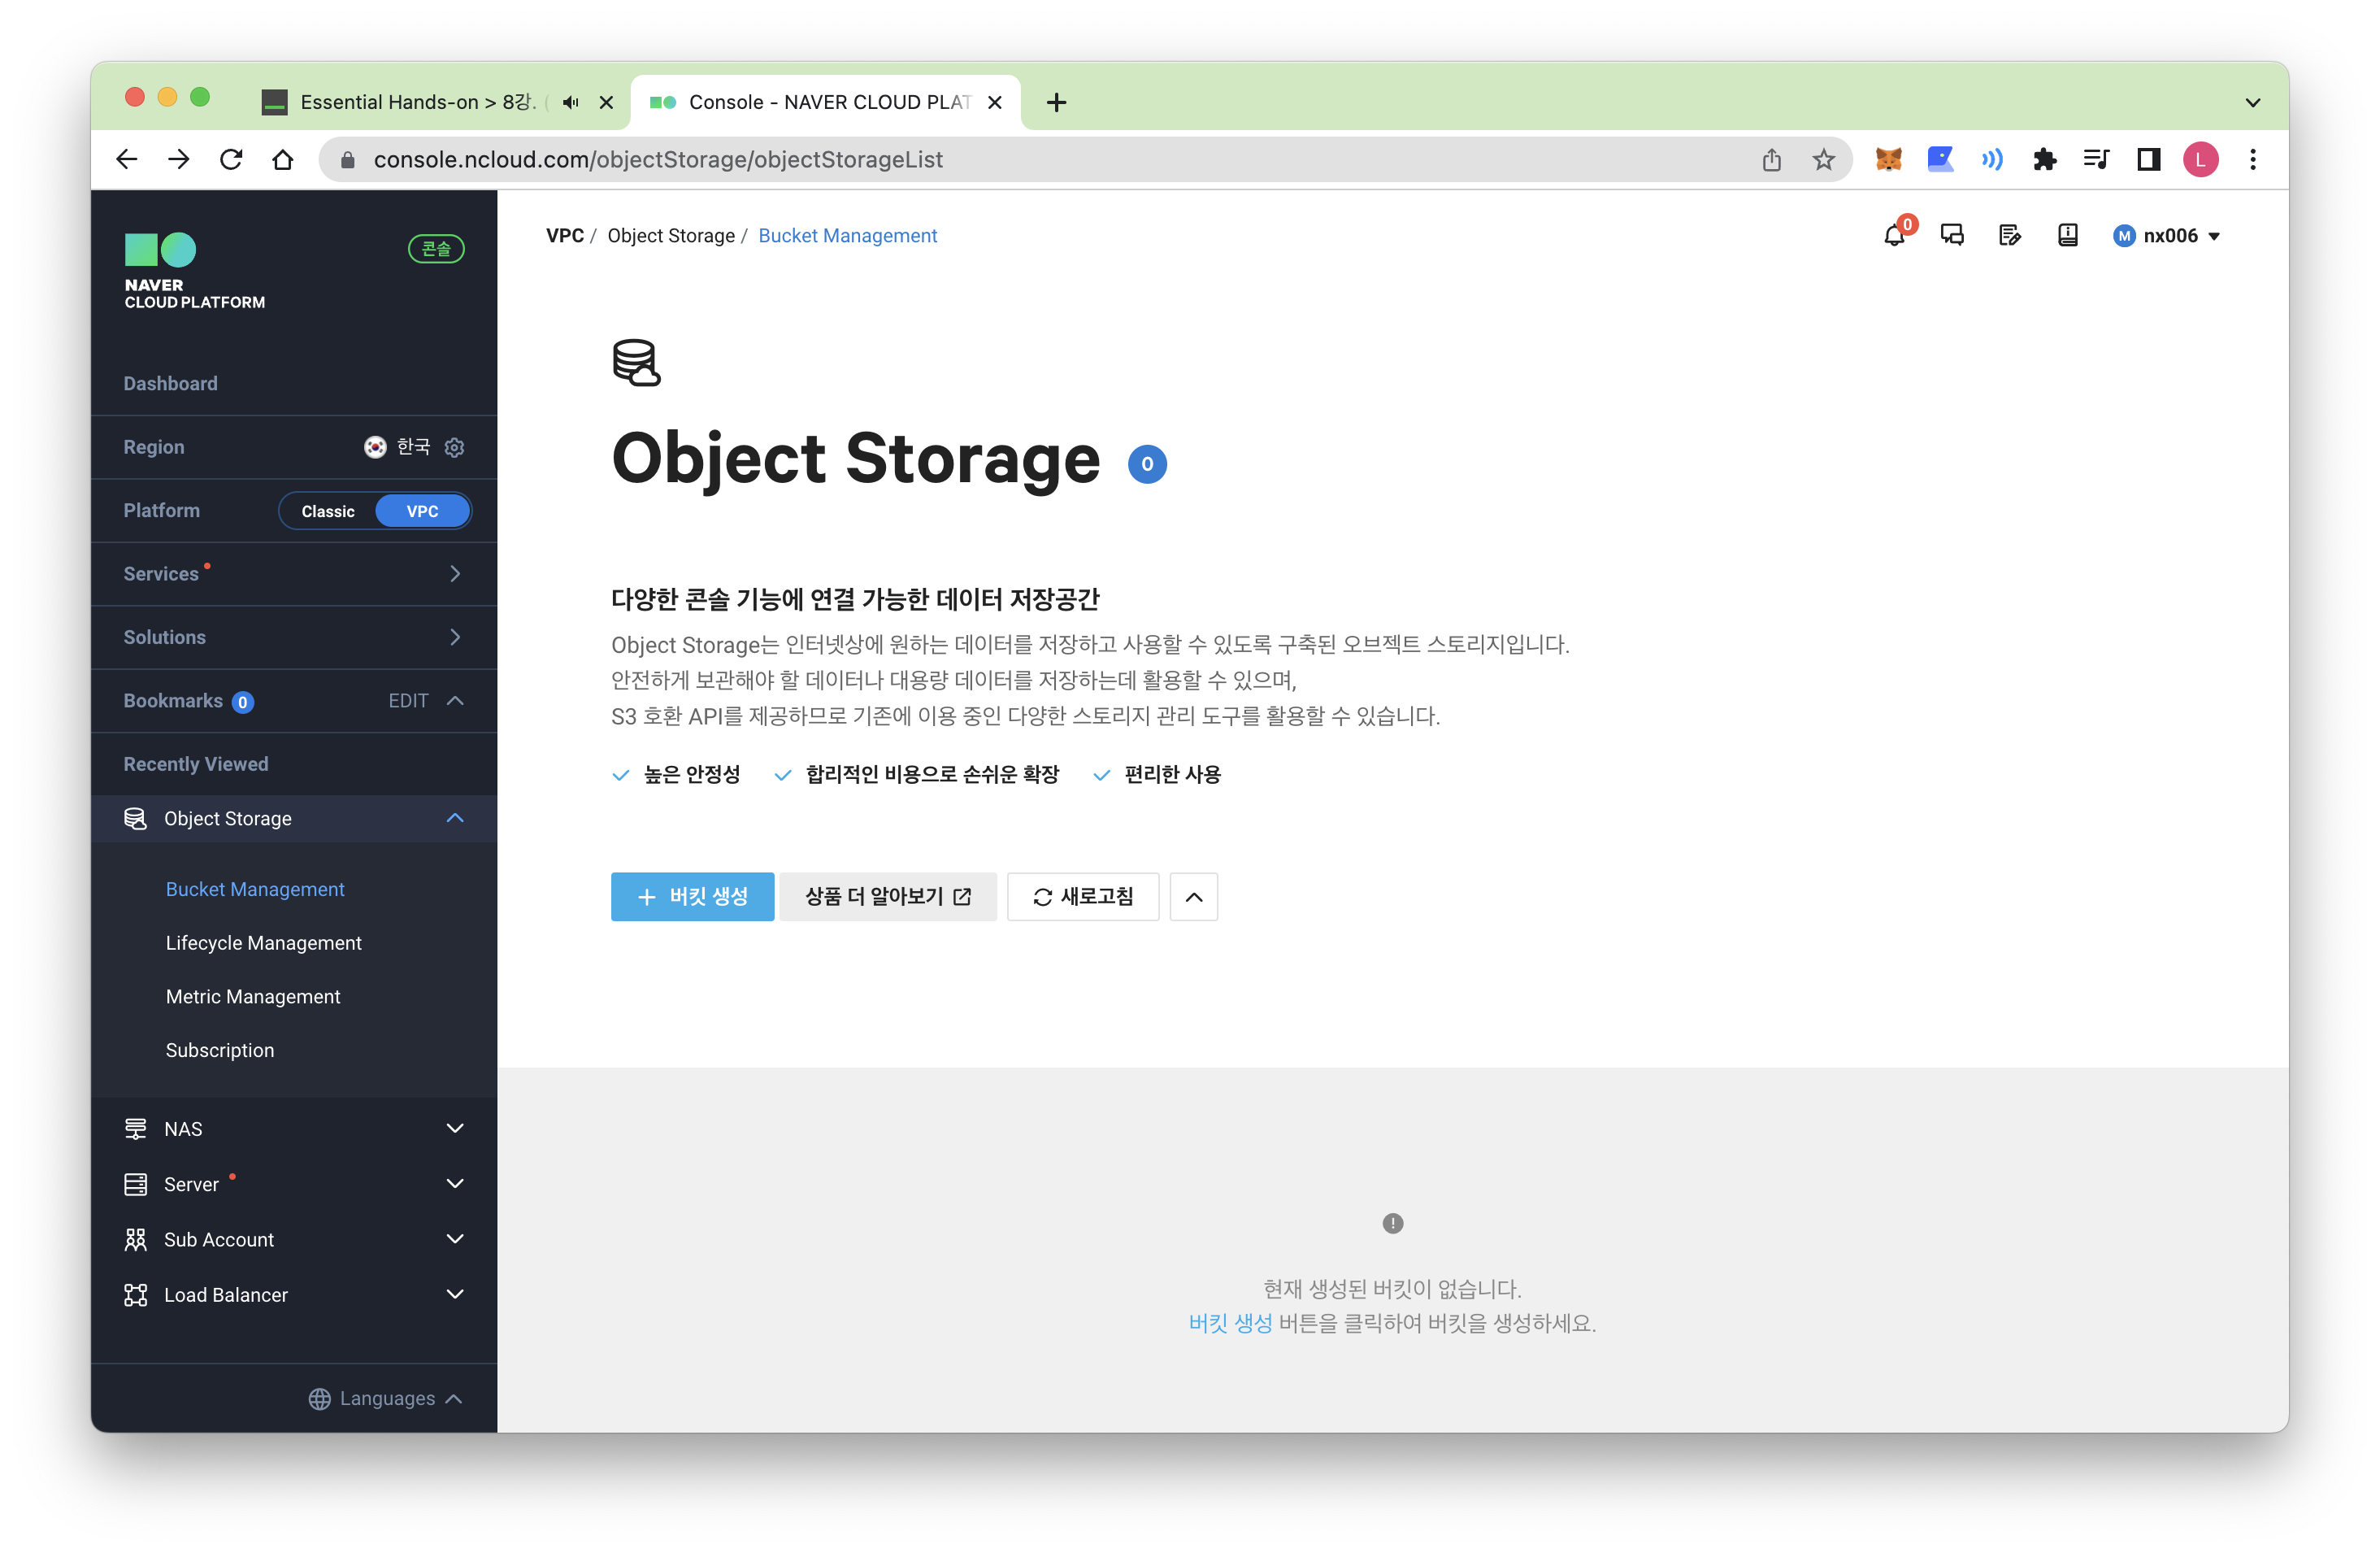 Essential Hands-on > 8강. (
Console - NAVER CLOUD PLAT
console.ncloud.com/objectStorage/objectStorageList
L
NAVER
CLOUD PLATFORM
콘솔
Dashboard
Region 한국
Platform Classic VPC
Services
Solutions
Bookmarks 0 EDIT
Recently Viewed
Object Storage
Bucket Management
Lifecycle Management
Metric Management
Subscription
NAS
Server
Sub Account
Load Balancer
Languages
VPC / Object Storage / Bucket Management
0
M nx006
Object Storage 0
다양한 콘솔 기능에 연결 가능한 데이터 저장공간
Object Storage는 인터넷상에 원하는 데이터를 저장하고 사용할 수 있도록 구축된 오브젝트 스토리지입니다.
안전하게 보관해야 할 데이터나 대용량 데이터를 저장하는데 활용할 수 있으며,
S3 호환 API를 제공하므로 기존에 이용 중인 다양한 스토리지 관리 도구를 활용할 수 있습니다.
높은 안정성 합리적인 비용으로 손쉬운 확장 편리한 사용
+ 버킷 생성 상품 더 알아보기 새로고침
현재 생성된 버킷이 없습니다.
버킷 생성 버튼을 클릭하여 버킷을 생성하세요.